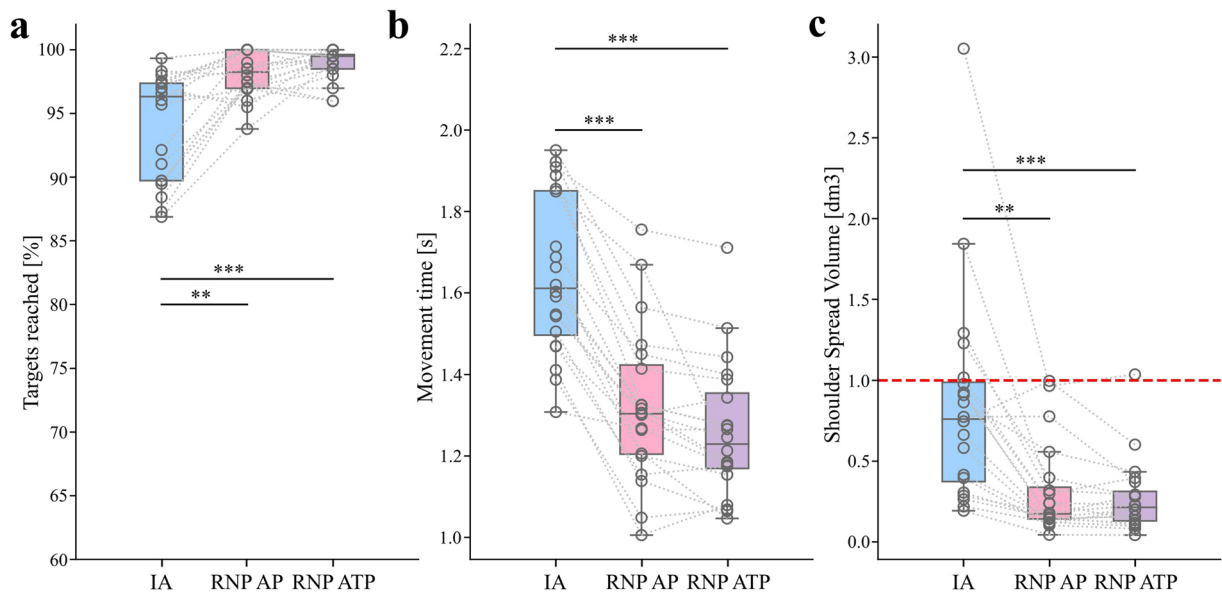 a
Targets reached [%]
100
95
90
85
80
75
70
65
60
***
**
IA
RNP AP
RNP ATP
b
Movement time [s]
2.2
2.0
1.8
1.6
1.4
1.2
1.0
***
***
IA
RNP AP
RNP ATP
c
Shoulder Spread Volume [dm3]
3.0
2.5
2.0
1.5
1.0
0.5
0.0
***
**
IA
RNP AP
RNP ATP